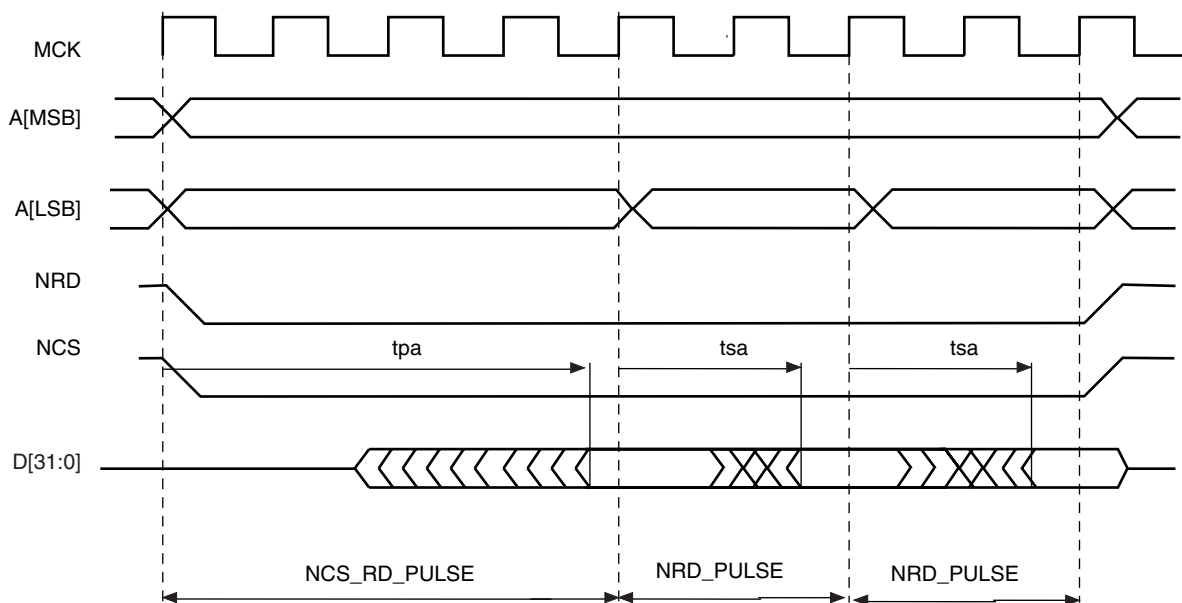 MCK
A[MSB]
A[LSB]
NRD
NCS
tpa tsa tsa
D[31:0]
NCS_RD_PULSE NRD_PULSE NRD_PULSE